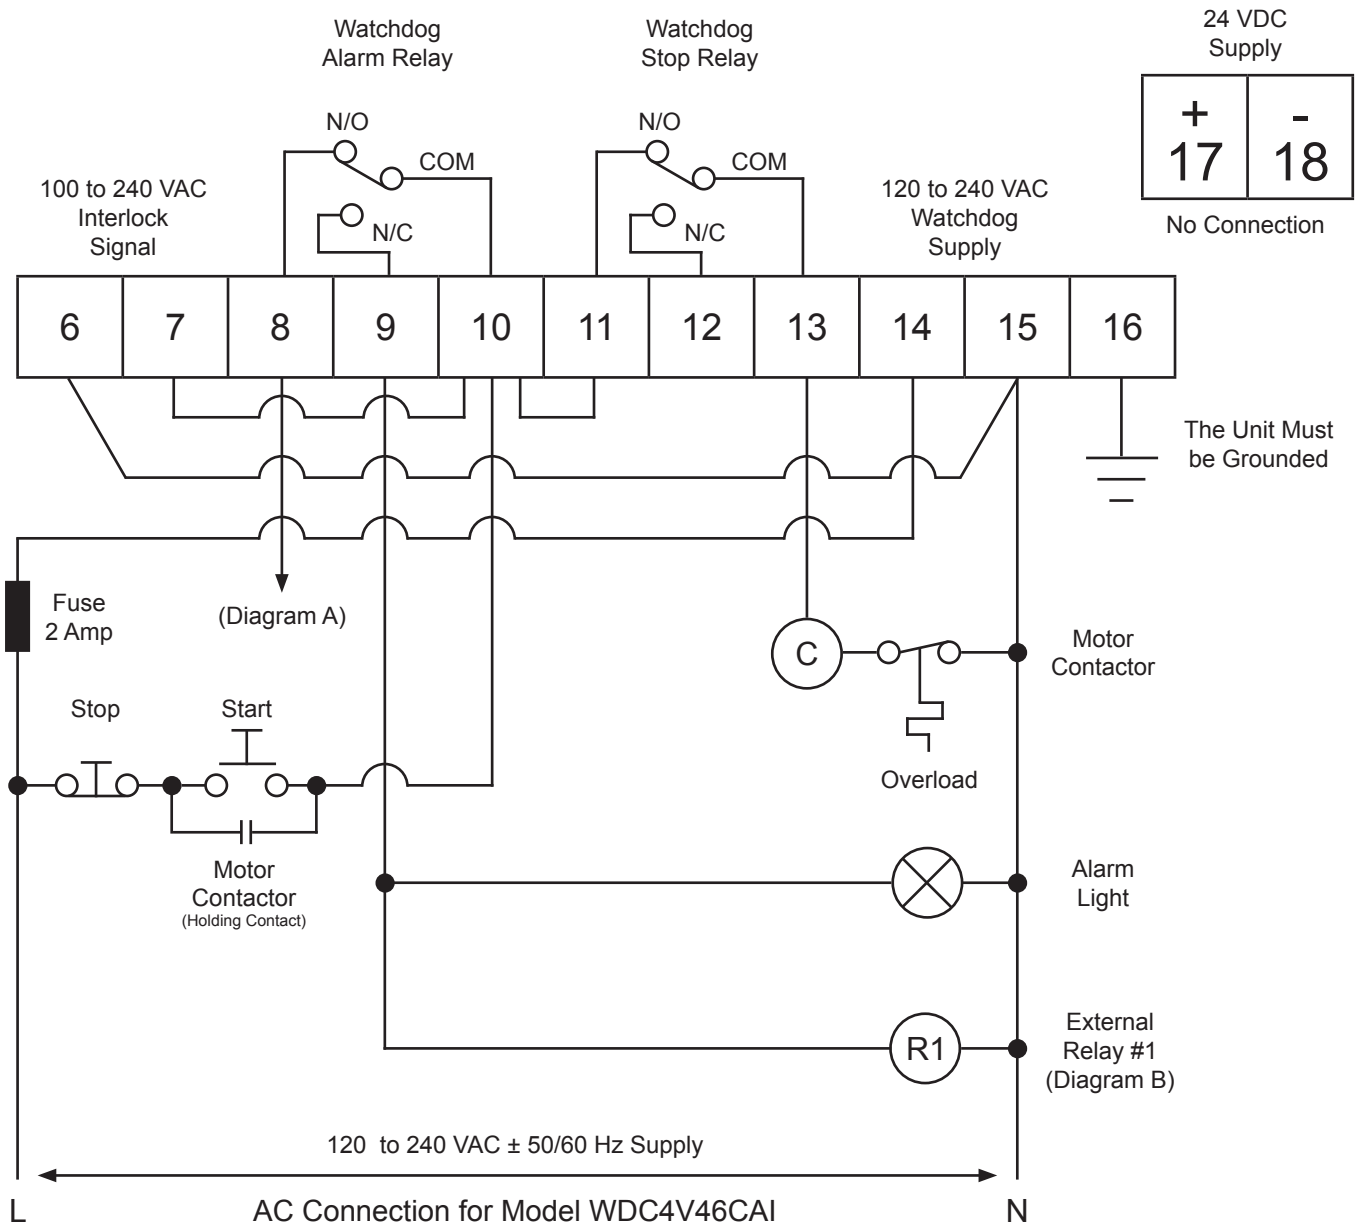 Watchdog
Alarm Relay
Watchdog
Stop Relay
24 VDC
Supply
+
17
-
18
No Connection
N/O
COM
N/C
N/O
COM
N/C
100 to 240 VAC
Interlock
Signal
120 to 240 VAC
Watchdog
Supply
6
7
8
9
10
11
12
13
14
15
16
The Unit Must
be Grounded
Fuse
2 Amp
(Diagram A)
C
Motor
Contactor
Overload
Stop
Start
Motor
Contactor
(Holding Contact)
Alarm
Light
R1
External
Relay #1
(Diagram B)
120 to 240 VAC ± 50/60 Hz Supply
L
AC Connection for Model WDC4V46CAI
N